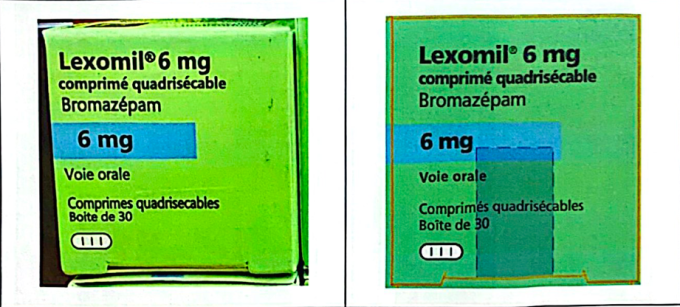 Lexomil® 6 mg
comprimé quadrisécable
Bromazépam
6 mg
Voie orale
Comprimes quadrisecables
Boite de 30
Lexomil® 6 mg
comprimé quadrisécable
Bromazépam
6 mg
Voie orale
Comprimés quadrisécables
Boîte de 30